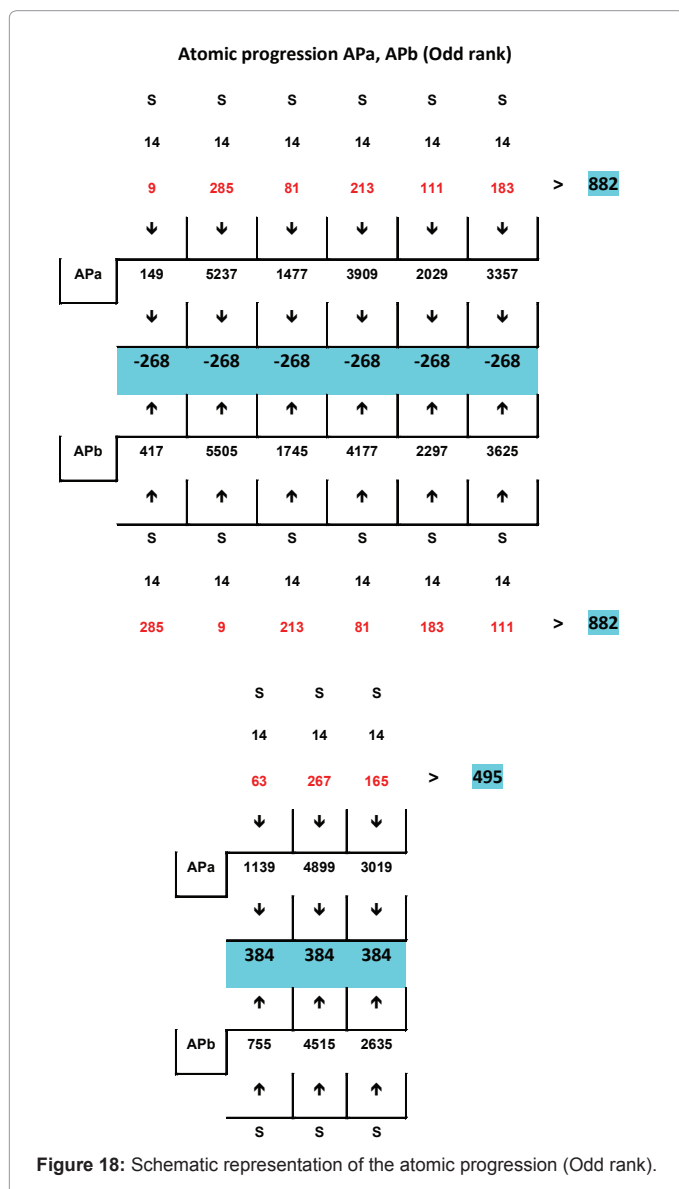 Atomic progression APa, APb (Odd rank)
S S S S S S
14 14 14 14 14 14
9 285 81 213 111 183 > 882
↓ ↓ ↓ ↓ ↓ ↓
APa 149 5237 1477 3909 2029 3357
↓ ↓ ↓ ↓ ↓ ↓
-268 -268 -268 -268 -268 -268
↑ ↑ ↑ ↑ ↑ ↑
APb 417 5505 1745 4177 2297 3625
↑ ↑ ↑ ↑ ↑ ↑
S S S S S S
14 14 14 14 14 14
285 9 213 81 183 111 > 882
S S S
14 14 14
63 267 165 > 495
↓ ↓ ↓
APa 1139 4899 3019
↓ ↓ ↓
384 384 384
↑ ↑ ↑
APb 755 4515 2635
↑ ↑ ↑
S S S
Figure 18: Schematic representation of the atomic progression (Odd rank).